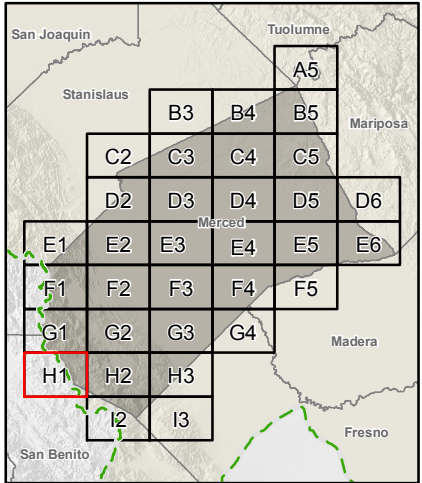 Tuolumne
San Joaquin
A5
Stanislaus
B3 B4 B5
Mariposa
C2 C3 C4 C5
D2 D3 D4 D5 D6
Merced
E1 E2 E3 E4 E5 E6
F1 F2 F3 F4 F5
G1 G2 G3 G4
Madera
H1 H2 H3
I2 I3
Fresno
San Benito